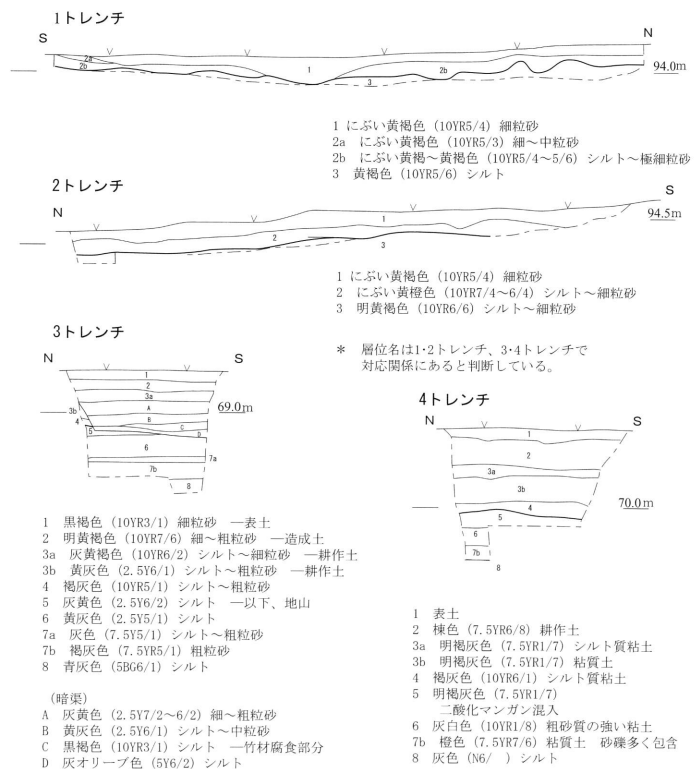 1トレンチ
S
N
2a
2b
1
2b
3
94.0m
1 にぶい黄褐色 (10YR5/4) 細粒砂
2a にぶい黄褐色 (10YR5/3) 細～中粒砂
2b にぶい黄褐～黄褐色 (10YR5/4～5/6) シルト～極細粒砂
3 黄褐色 (10YR5/6) シルト
2トレンチ
N
S
1
94.5m
2
3
1 にぶい黄褐色 (10YR5/4) 細粒砂
2 にぶい黄橙色 (10YR7/4～6/4) シルト～細粒砂
3 明黄褐色 (10YR6/6) シルト～細粒砂
* 層位名は1・2トレンチ、3・4トレンチで
対応関係にあると判断している。
3トレンチ
N
S
1
2
3a
3b
A
69.0m
4
B
C
5
D
6
7a
7b
8
1 黒褐色 (10YR3/1) 細粒砂 ―表土
2 明黄褐色 (10YR7/6) 細～粗粒砂 ―造成土
3a 灰黄褐色 (10YR6/2) シルト～細粒砂 ―耕作土
3b 黄灰色 (2.5Y6/1) シルト～粗粒砂 ―耕作土
4 褐灰色 (10YR5/1) シルト～粗粒砂
5 灰黄色 (2.5Y6/2) シルト ―以下、地山
6 黄灰色 (2.5Y5/1) シルト
7a 灰色 (7.5Y5/1) シルト～粗粒砂
7b 褐灰色 (7.5YR5/1) 粗粒砂
8 青灰色 (5BG6/1) シルト
(暗渠)
A 灰黄色 (2.5Y7/2～6/2) 細～粗粒砂
B 黄灰色 (2.5Y6/1) シルト～中粒砂
C 黒褐色 (10YR3/1) シルト ―竹材腐食部分
D 灰オリーブ色 (5Y6/2) シルト
4トレンチ
N
S
1
2
3a
3b
70.0m
4
5
6
7b
8
1 表土
2 棟色 (7.5YR6/8) 耕作土
3a 明褐灰色 (7.5YR1/7) シルト質粘土
3b 明褐灰色 (7.5YR1/7) 粘質土
4 褐灰色 (10YR6/1) シルト質粘土
5 明褐灰色 (7.5YR1/7)
二酸化マンガン混入
6 灰白色 (10YR1/8) 粗砂質の強い粘土
7b 橙色 (7.5YR7/6) 粘質土 砂礫多く包含
8 灰色 (N6/ ) シルト